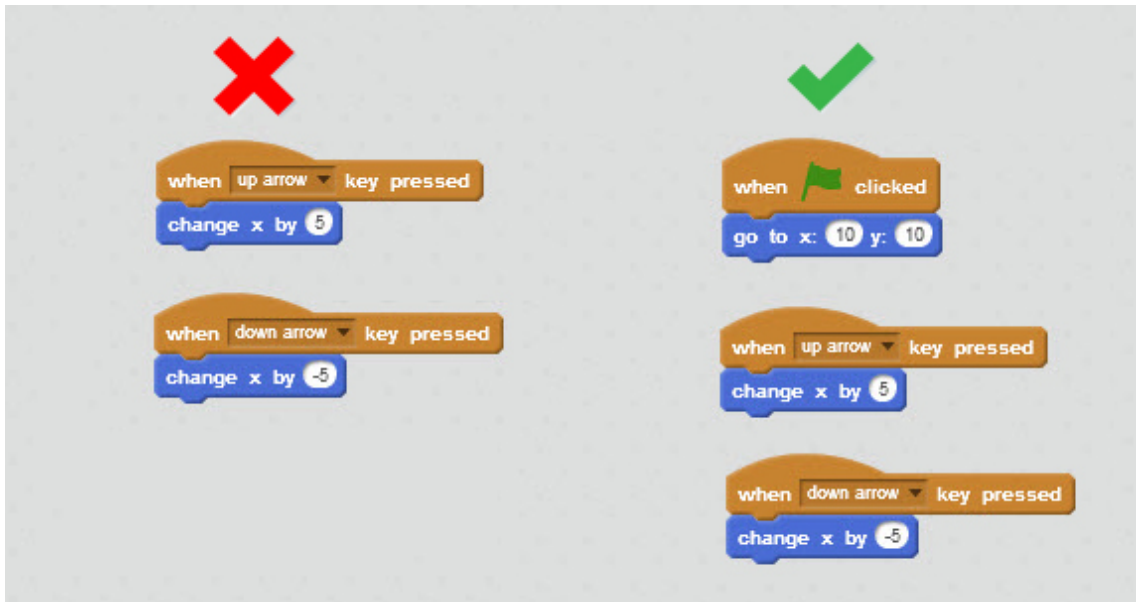 when up arrow key pressed
change x by 5
when down arrow key pressed
change x by -5
when clicked
go to x: 10 y: 10
when up arrow key pressed
change x by 5
when down arrow key pressed
change x by -5